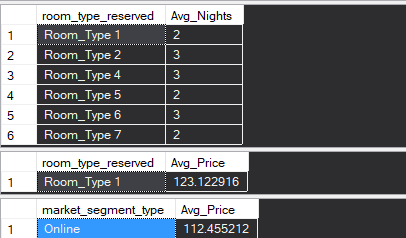 room_type_reserved Avg_Nights
1 Room_Type 1 2
2 Room_Type 2 3
3 Room_Type 4 3
4 Room_Type 5 2
5 Room_Type 6 3
6 Room_Type 7 2
room_type_reserved Avg_Price
1 Room_Type 1 123.122916
market_segment_type Avg_Price
1 Online 112.455212